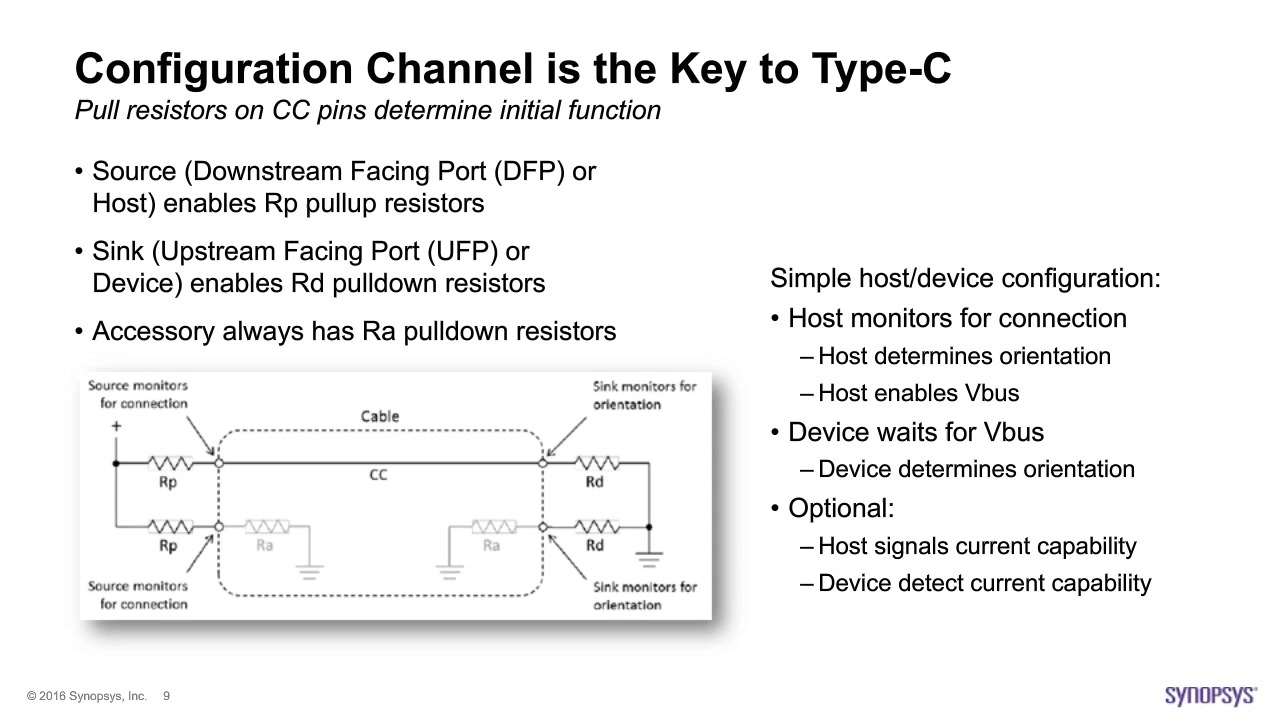 Configuration Channel is the Key to Type-C
Pull resistors on CC pins determine initial function
• Source (Downstream Facing Port (DFP) or
Host) enables Rp pullup resistors
• Sink (Upstream Facing Port (UFP) or
Device) enables Rd pulldown resistors
• Accessory always has Ra pulldown resistors
Source monitors
for connection
Cable
Sink monitors for
orientation
+
Rp
CC
Rd
Rp
Ra
Ra
Rd
Source monitors
for connection
Sink monitors for
orientation
Simple host/device configuration:
• Host monitors for connection
– Host determines orientation
– Host enables Vbus
• Device waits for Vbus
– Device determines orientation
• Optional:
– Host signals current capability
– Device detect current capability
© 2016 Synopsys, Inc. 9
SYNOPSYS®